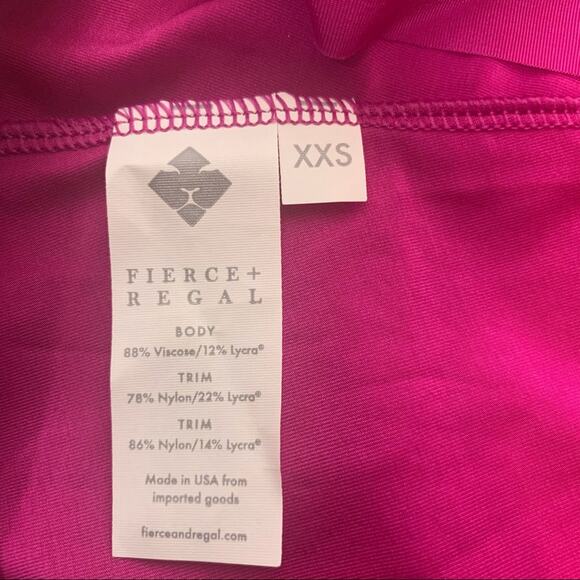 XXS
FIERCE+
REGAL
BODY
88% Viscose/12% Lycra®
TRIM
78% Nylon/22% Lycra®
TRIM
86% Nylon/14% Lycra®
Made in USA from
imported goods
fierceandregal.com